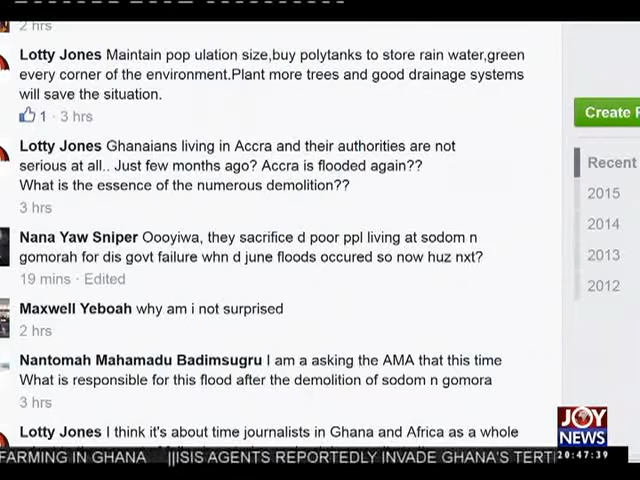 2 hrs
Lotty Jones Maintain pop ulation size,buy polytanks to store rain water,green
every corner of the environment.Plant more trees and good drainage systems
will save the situation.
1 · 3 hrs
Create
Lotty Jones Ghanaians living in Accra and their authorities are not
serious at all.. Just few months ago? Accra is flooded again??
What is the essence of the numerous demolition??
3 hrs
Recent
2015
2014
2013
2012
Nana Yaw Sniper Oooyiwa, they sacrifice d poor ppl living at sodom n
gomorah for dis govt failure whn d june floods occured so now huz nxt?
19 mins · Edited
Maxwell Yeboah why am i not surprised
2 hrs
Nantomah Mahamadu Badimsugru I am a asking the AMA that this time
What is responsible for this flood after the demolition of sodom n gomora
3 hrs
Lotty Jones I think it's about time journalists in Ghana and Africa as a whole
JOY
NEWS
FARMING IN GHANA |||ISIS AGENTS REPORTEDLY INVADE GHANA'S TERT
20:47:39